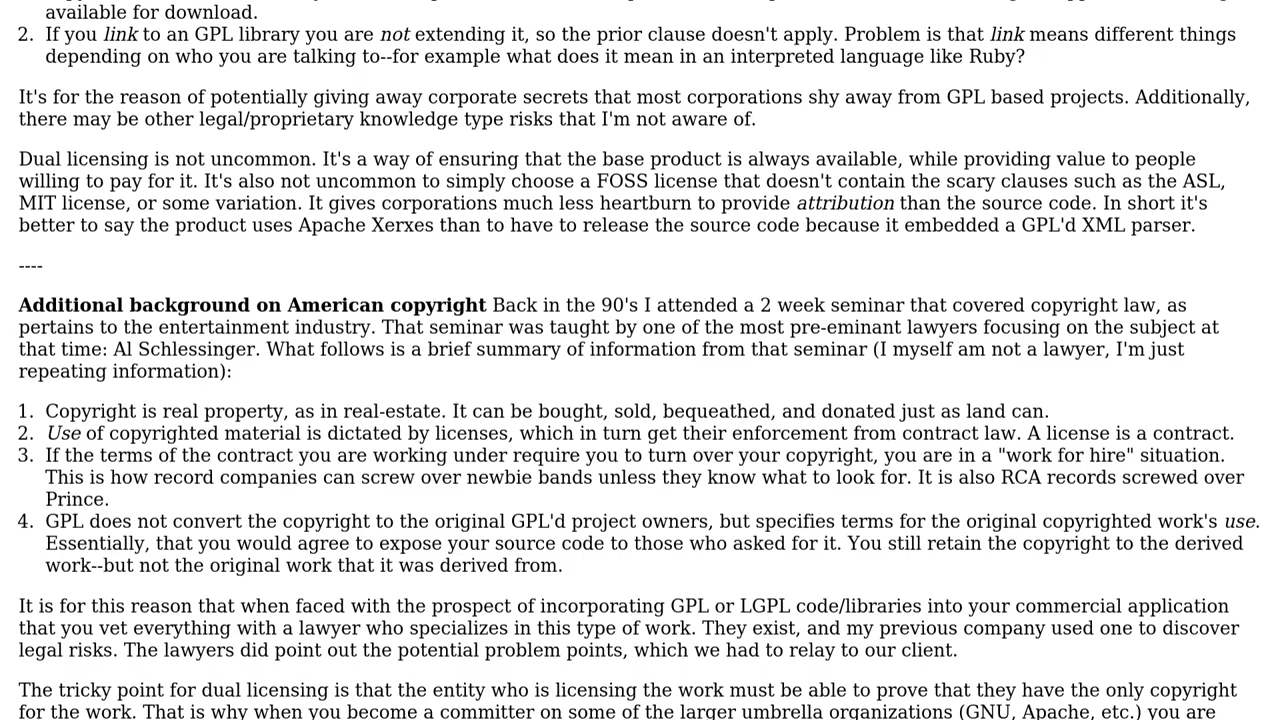 available for download.
2. If you link to an GPL library you are not extending it, so the prior clause doesn't apply. Problem is that link means different things
depending on who you are talking to--for example what does it mean in an interpreted language like Ruby?
It's for the reason of potentially giving away corporate secrets that most corporations shy away from GPL based projects. Additionally,
there may be other legal/proprietary knowledge type risks that I'm not aware of.
Dual licensing is not uncommon. It's a way of ensuring that the base product is always available, while providing value to people
willing to pay for it. It's also not uncommon to simply choose a FOSS license that doesn't contain the scary clauses such as the ASL,
MIT license, or some variation. It gives corporations much less heartburn to provide attribution than the source code. In short it's
better to say the product uses Apache Xerxes than to have to release the source code because it embedded a GPL'd XML parser.
----
Additional background on American copyright Back in the 90's I attended a 2 week seminar that covered copyright law, as
pertains to the entertainment industry. That seminar was taught by one of the most pre-eminant lawyers focusing on the subject at
that time: Al Schlessinger. What follows is a brief summary of information from that seminar (I myself am not a lawyer, I'm just
repeating information):
1. Copyright is real property, as in real-estate. It can be bought, sold, bequeathed, and donated just as land can.
2. Use of copyrighted material is dictated by licenses, which in turn get their enforcement from contract law. A license is a contract.
3. If the terms of the contract you are working under require you to turn over your copyright, you are in a "work for hire" situation.
This is how record companies can screw over newbie bands unless they know what to look for. It is also RCA records screwed over
Prince.
4. GPL does not convert the copyright to the original GPL'd project owners, but specifies terms for the original copyrighted work's use.
Essentially, that you would agree to expose your source code to those who asked for it. You still retain the copyright to the derived
work--but not the original work that it was derived from.
It is for this reason that when faced with the prospect of incorporating GPL or LGPL code/libraries into your commercial application
that you vet everything with a lawyer who specializes in this type of work. They exist, and my previous company used one to discover
legal risks. The lawyers did point out the potential problem points, which we had to relay to our client.
The tricky point for dual licensing is that the entity who is licensing the work must be able to prove that they have the only copyright
for the work. That is why when you become a committer on some of the larger umbrella organizations (GNU, Apache, etc.) you are